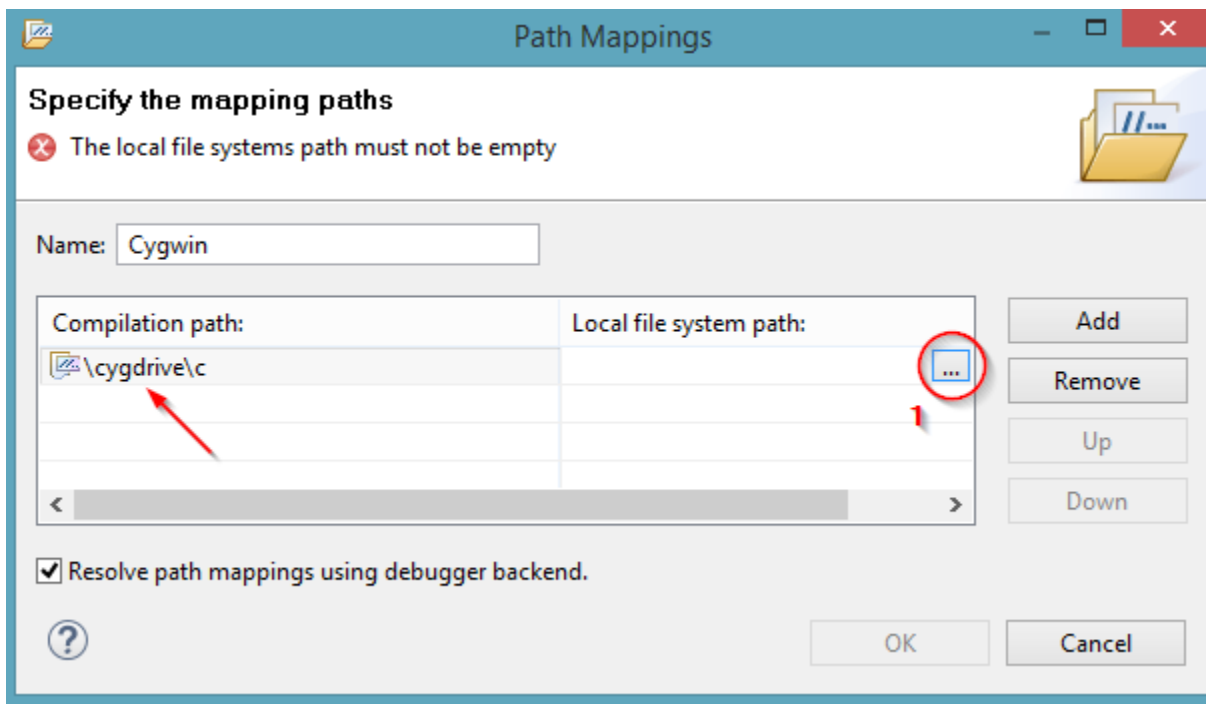 Path Mappings
Specify the mapping paths
The local file systems path must not be empty
Name: Cygwin
Compilation path: Local file system path:
\cygdrive\c ...
1
Add
Remove
Up
Down
Resolve path mappings using debugger backend.
? OK Cancel